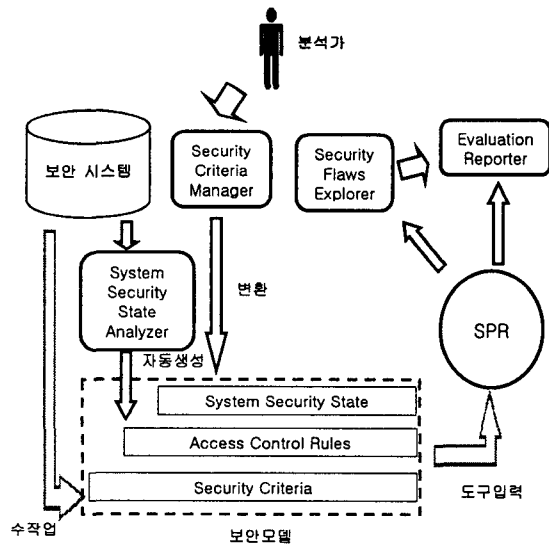 분석가
보안 시스템
Security
Criteria
Manager
Security
Flaws
Explorer
Evaluation
Reporter
System
Security
State
Analyzer
변환
SPR
자동생성
System Security State
Access Control Rules
Security Criteria
도구입력
수작업
보안모델